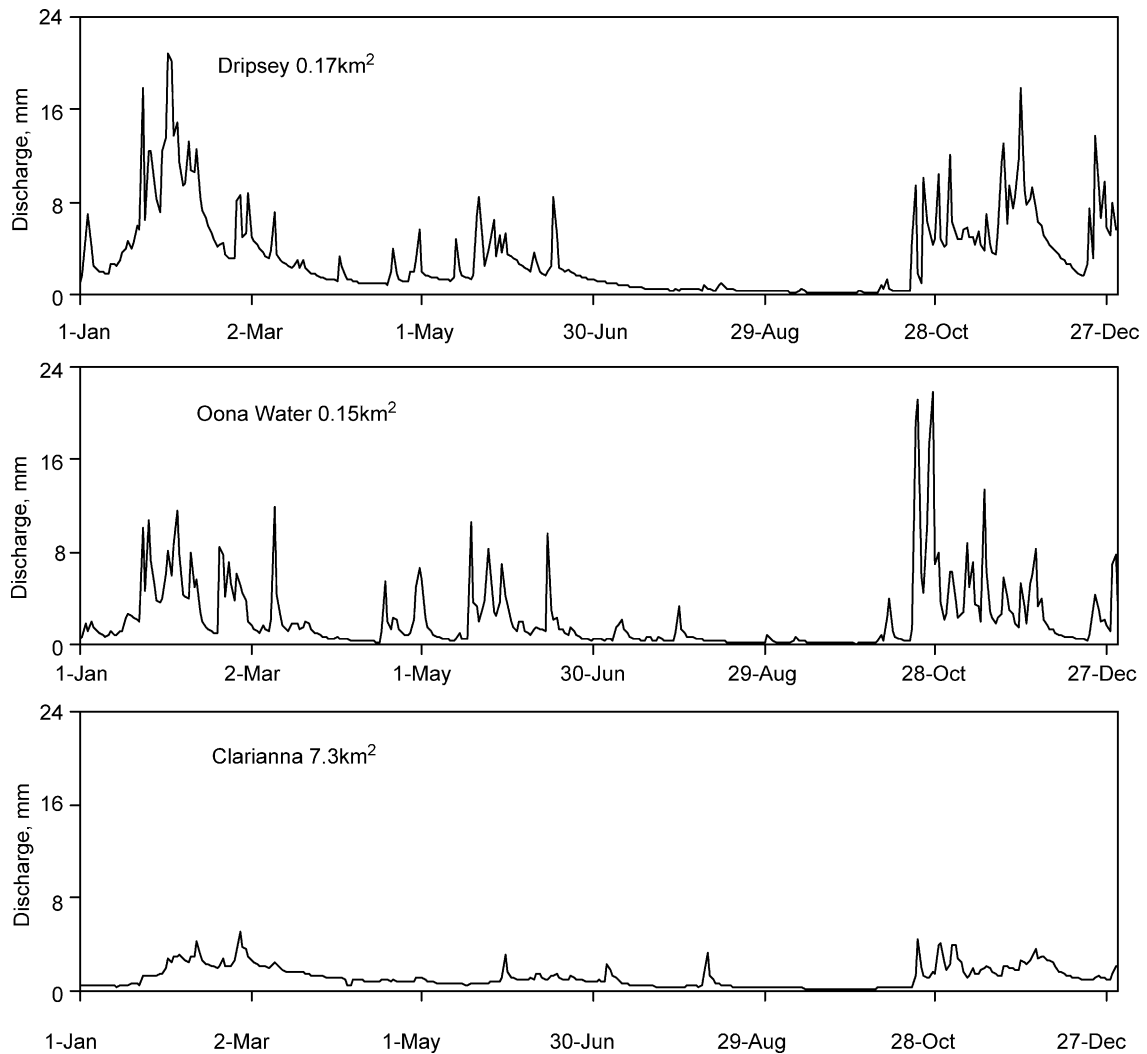 24
Dripsey 0.17km2
16
Discharge, mm
8
0
1-Jan 2-Mar 1-May 30-Jun 29-Aug 28-Oct 27-Dec
24
Oona Water 0.15km2
16
Discharge, mm
8
0
1-Jan 2-Mar 1-May 30-Jun 29-Aug 28-Oct 27-Dec
24
Clarianna 7.3km2
16
Discharge, mm
8
0
1-Jan 2-Mar 1-May 30-Jun 29-Aug 28-Oct 27-Dec